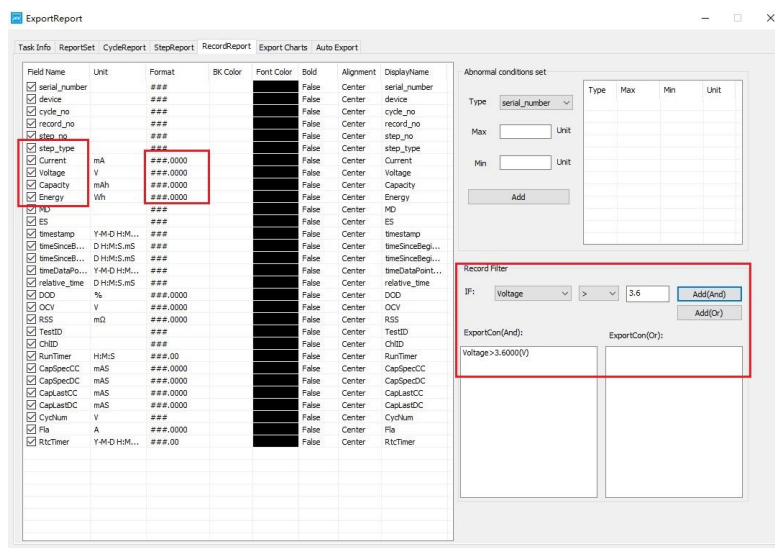 ExportReport
Task Info ReportSet CycleReport StepReport RecordReport Export Charts Auto Export
Field Name Unit Format BK Color Font Color Bold Alignment DisplayName
serial_number ### False Center serial_number
device ### False Center device
cycle_no ### False Center cycle_no
record_no ### False Center record_no
step_no ### False Center step_no
step_type ### False Center step_type
Current mA ###.0000 False Center Current
Voltage V ###.0000 False Center Voltage
Capacity mAh ###.0000 False Center Capacity
Energy Wh ###.0000 False Center Energy
MD ### False Center MD
ES ### False Center ES
timestamp Y-M-D H:M... ### False Center timestamp
timeSinceB... D H:M:S.mS ### False Center timeSinceBegi...
timeSinceB... D H:M:S.mS ### False Center timeSinceBegi...
timeDataPo... Y-M-D H:M... ### False Center timeDataPoint...
relative_time D H:M:S.mS ### False Center relative_time
DOD % ###.0000 False Center DOD
OCV V ###.0000 False Center OCV
RSS mΩ ###.0000 False Center RSS
TestID ### False Center TestID
ChlID ### False Center ChlID
RunTimer H:M:S ###.00 False Center RunTimer
CapSpecCC mAS ###.0000 False Center CapSpecCC
CapSpecDC mAS ###.0000 False Center CapSpecDC
CapLastCC mAS ###.0000 False Center CapLastCC
CapLastDC mAS ###.0000 False Center CapLastDC
CycNum V ### False Center CycNum
Fla A ###.0000 False Center Fla
RtcTimer Y-M-D H:M... ###.00 False Center RtcTimer
Abnormal conditions set
Type serial_number
Max Unit
Min Unit
Add
Type Max Min Unit
Record Filter
IF: Voltage > 3.6 Add(And)
Add(Or)
ExportCon(And): ExportCon(Or):
Voltage>3.6000(V)